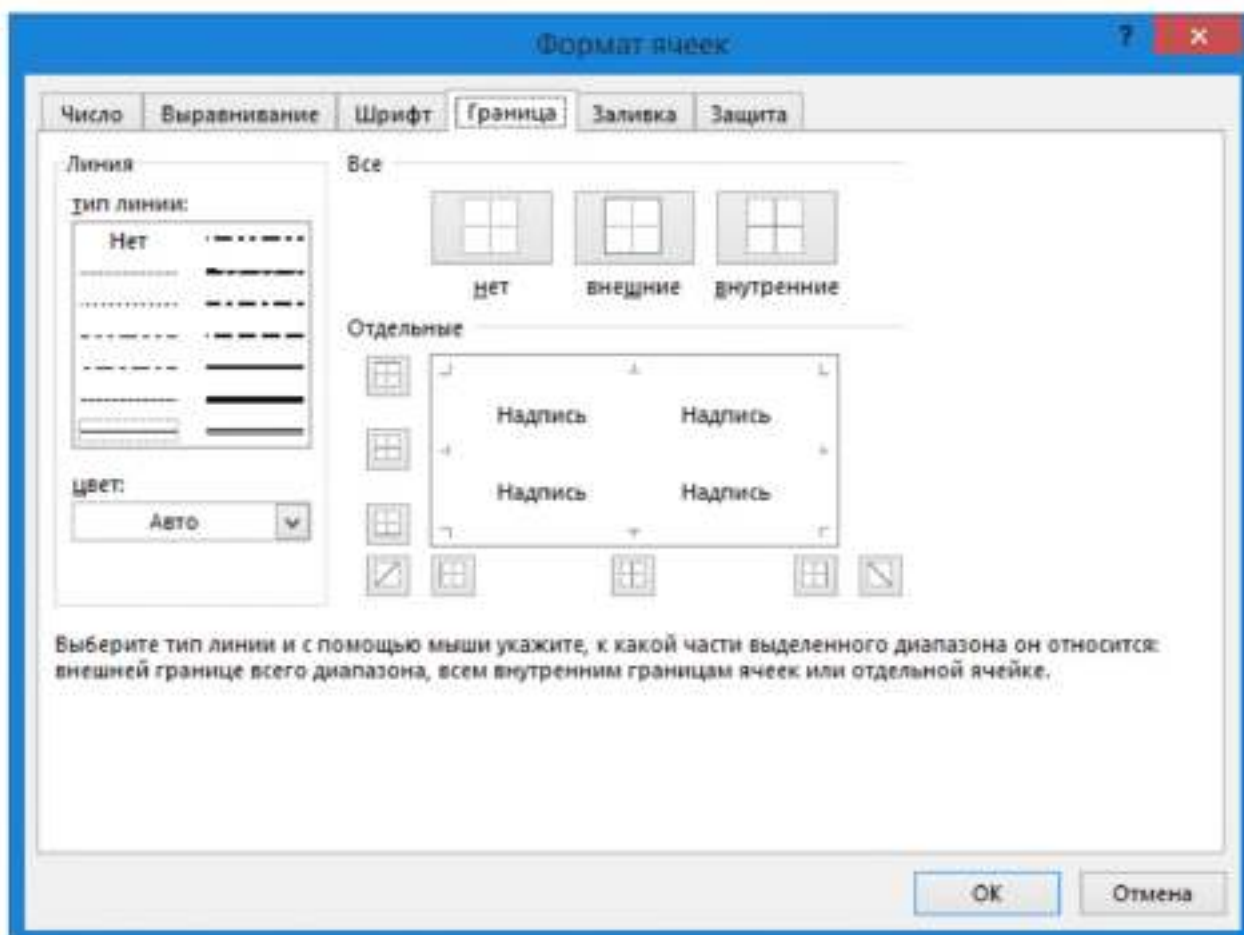 Формат ячеек ?
Число Выравнивание Шрифт Граница Заливка Защита
Линия
тип линии:
Нет
цвет:
Авто
Все
нет внешние внутренние
Отдельные
Надпись Надпись
Надпись Надпись
Выберите тип линии и с помощью мыши укажите, к какой части выделенного диапазона он относится:
внешней границе всего диапазона, всем внутренним границам ячеек или отдельной ячейке.
ОК Отмена